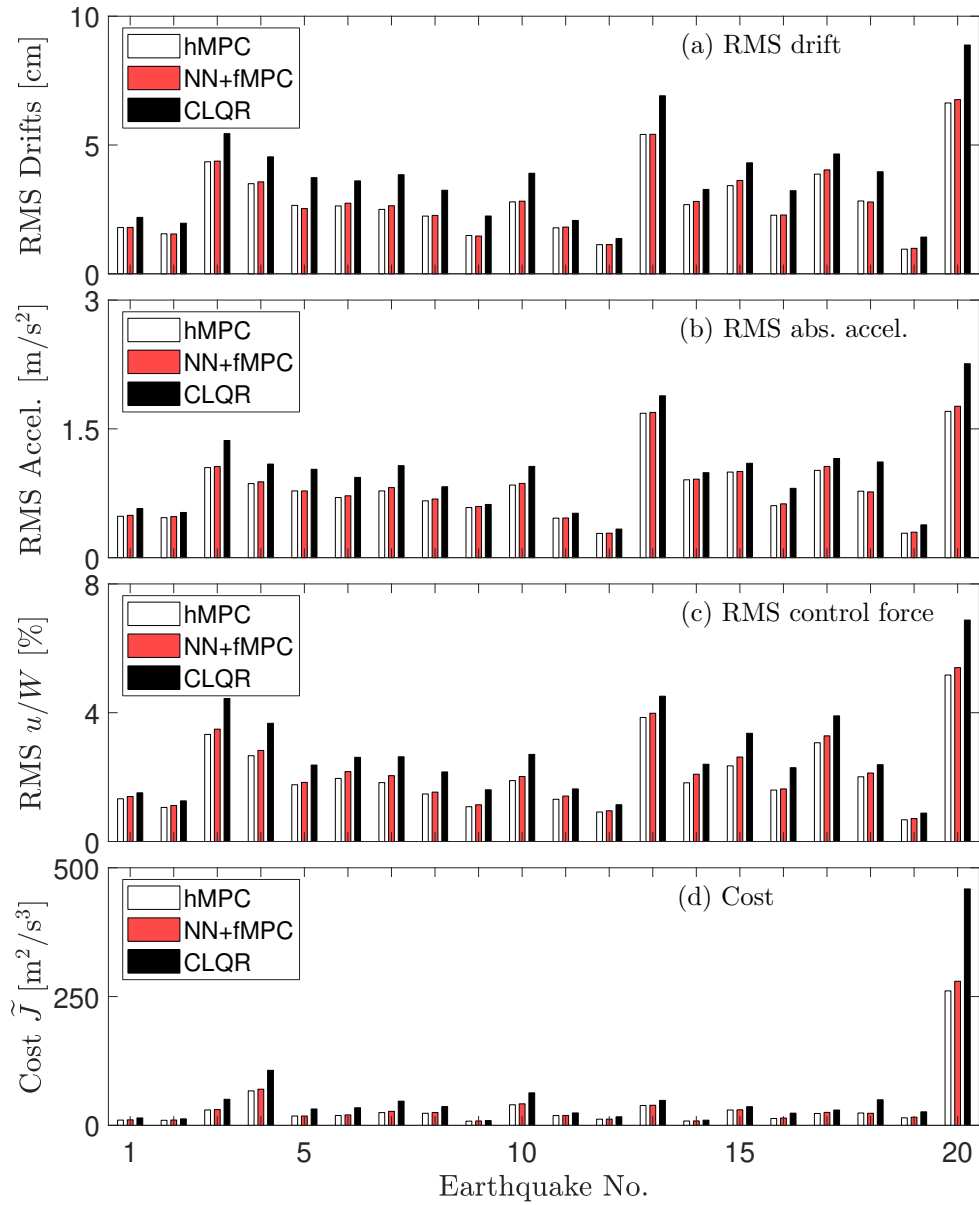 10
5
0
RMS Drifts [cm]
hMPC
NN+fMPC
CLQR
(a) RMS drift
3
1.5
0
RMS Accel. [m/s²]
hMPC
NN+fMPC
CLQR
(b) RMS abs. accel.
8
4
0
RMS u/W [%]
hMPC
NN+fMPC
CLQR
(c) RMS control force
500
250
0
Cost J̃ [m²/s³]
hMPC
NN+fMPC
CLQR
(d) Cost
1 5 10 15 20
Earthquake No.